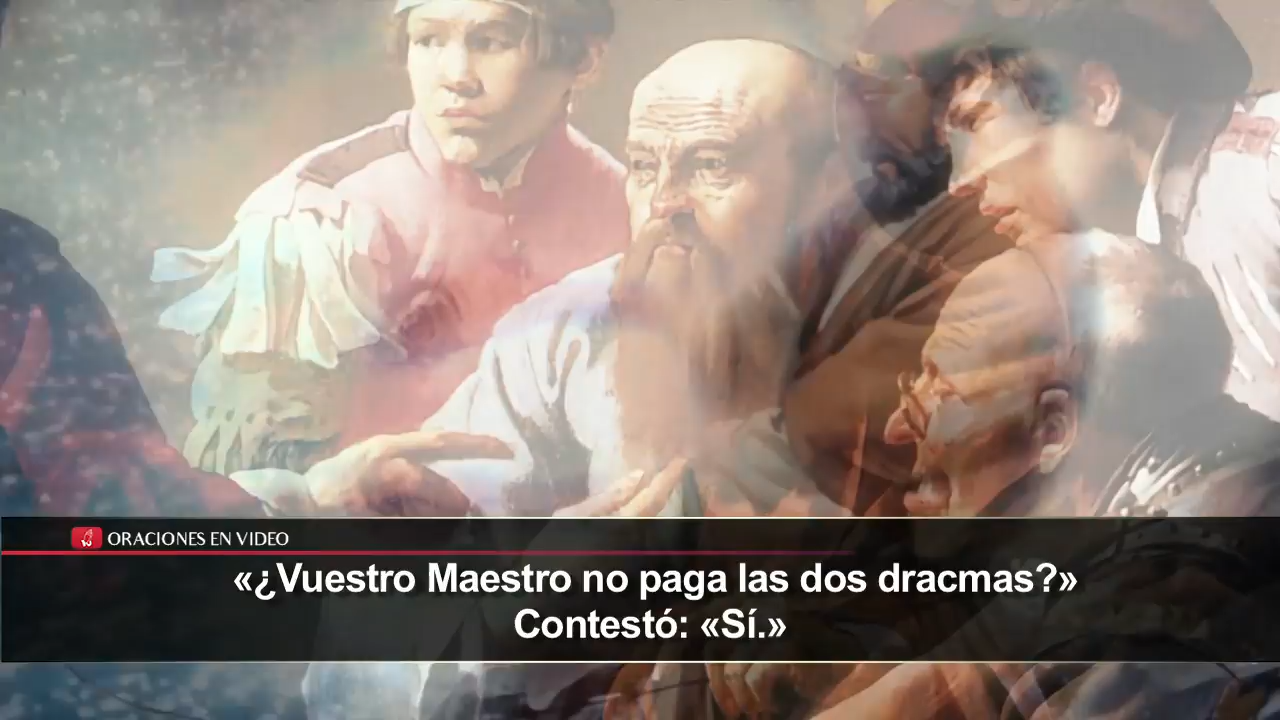 ORACIONES EN VIDEO
«¿Vuestro Maestro no paga las dos dracmas?»
Contestó: «Sí.»